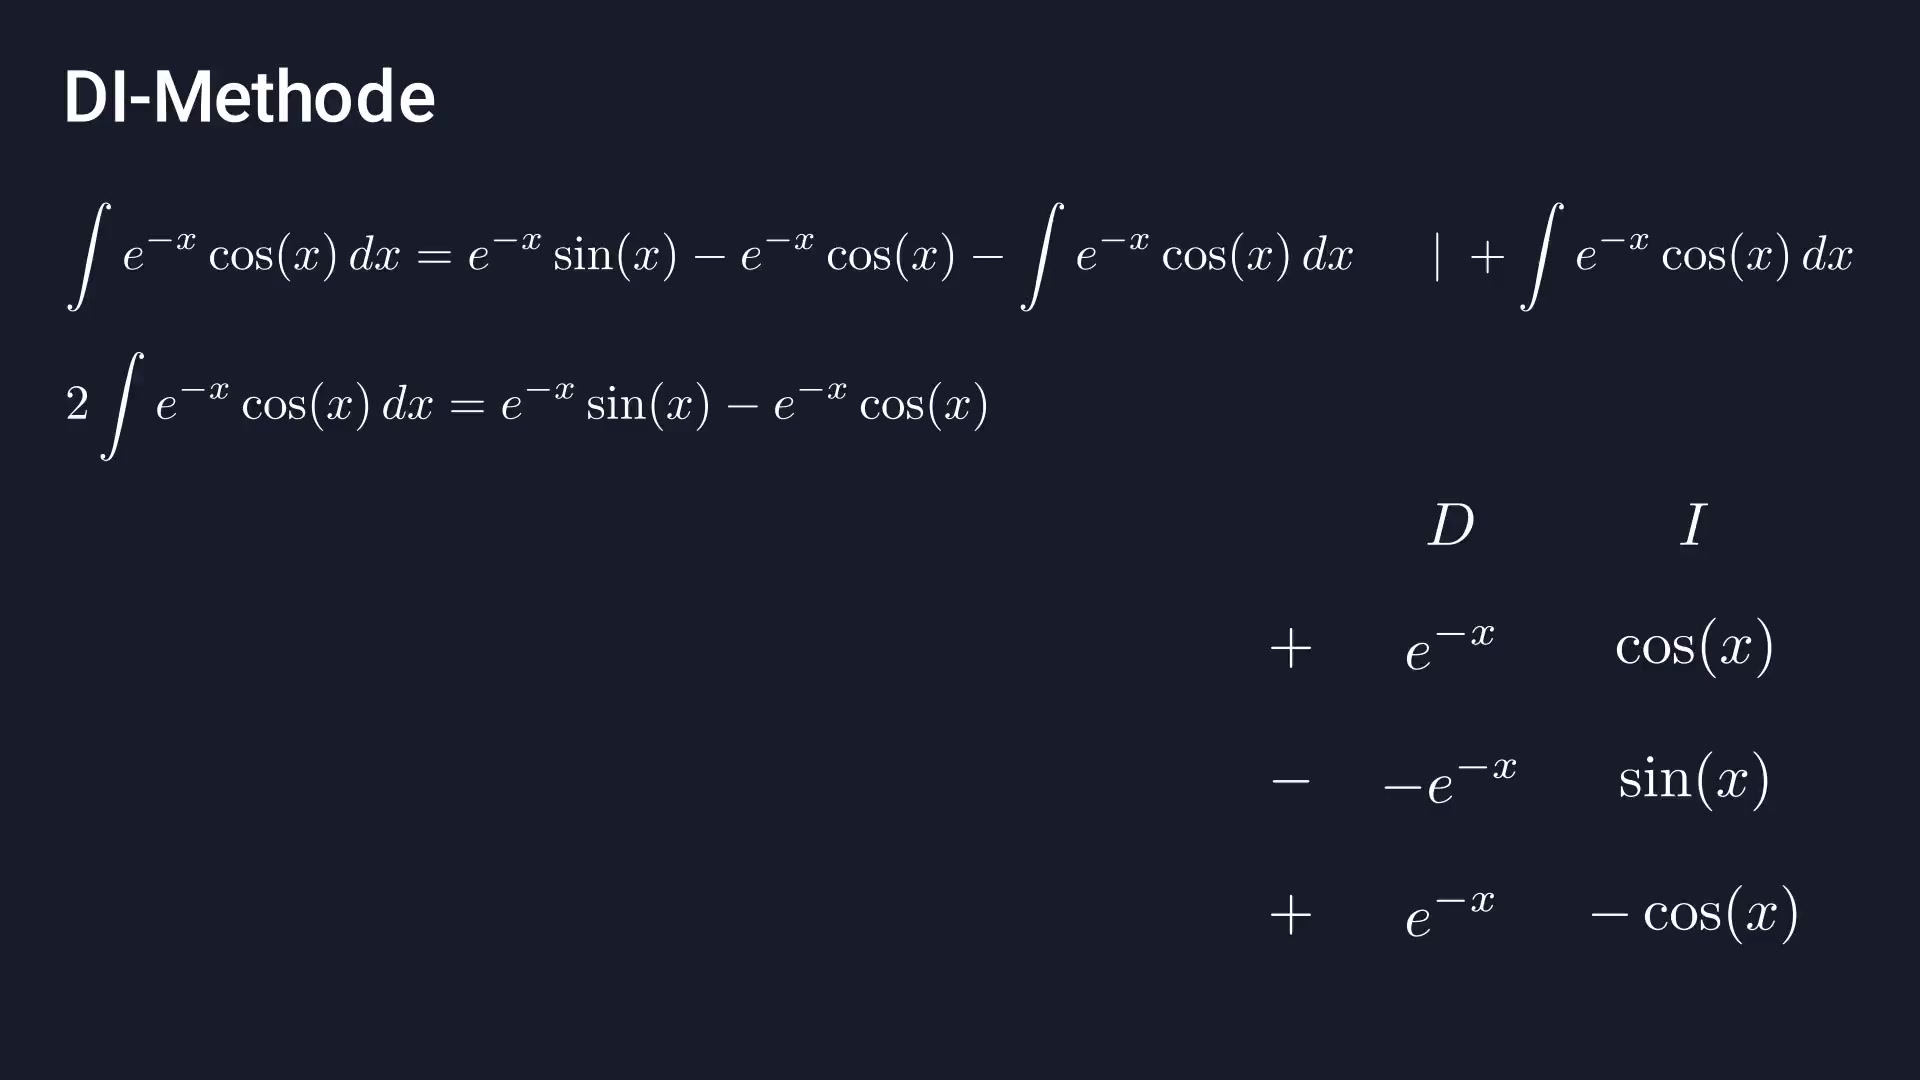 DI-Methode
∫ e^{-x} cos(x) dx = e^{-x} sin(x) − e^{-x} cos(x) − ∫ e^{-x} cos(x) dx | + ∫ e^{-x} cos(x) dx
2 ∫ e^{-x} cos(x) dx = e^{-x} sin(x) − e^{-x} cos(x)
D I
+ e^{-x} cos(x)
− −e^{-x} sin(x)
+ e^{-x} − cos(x)